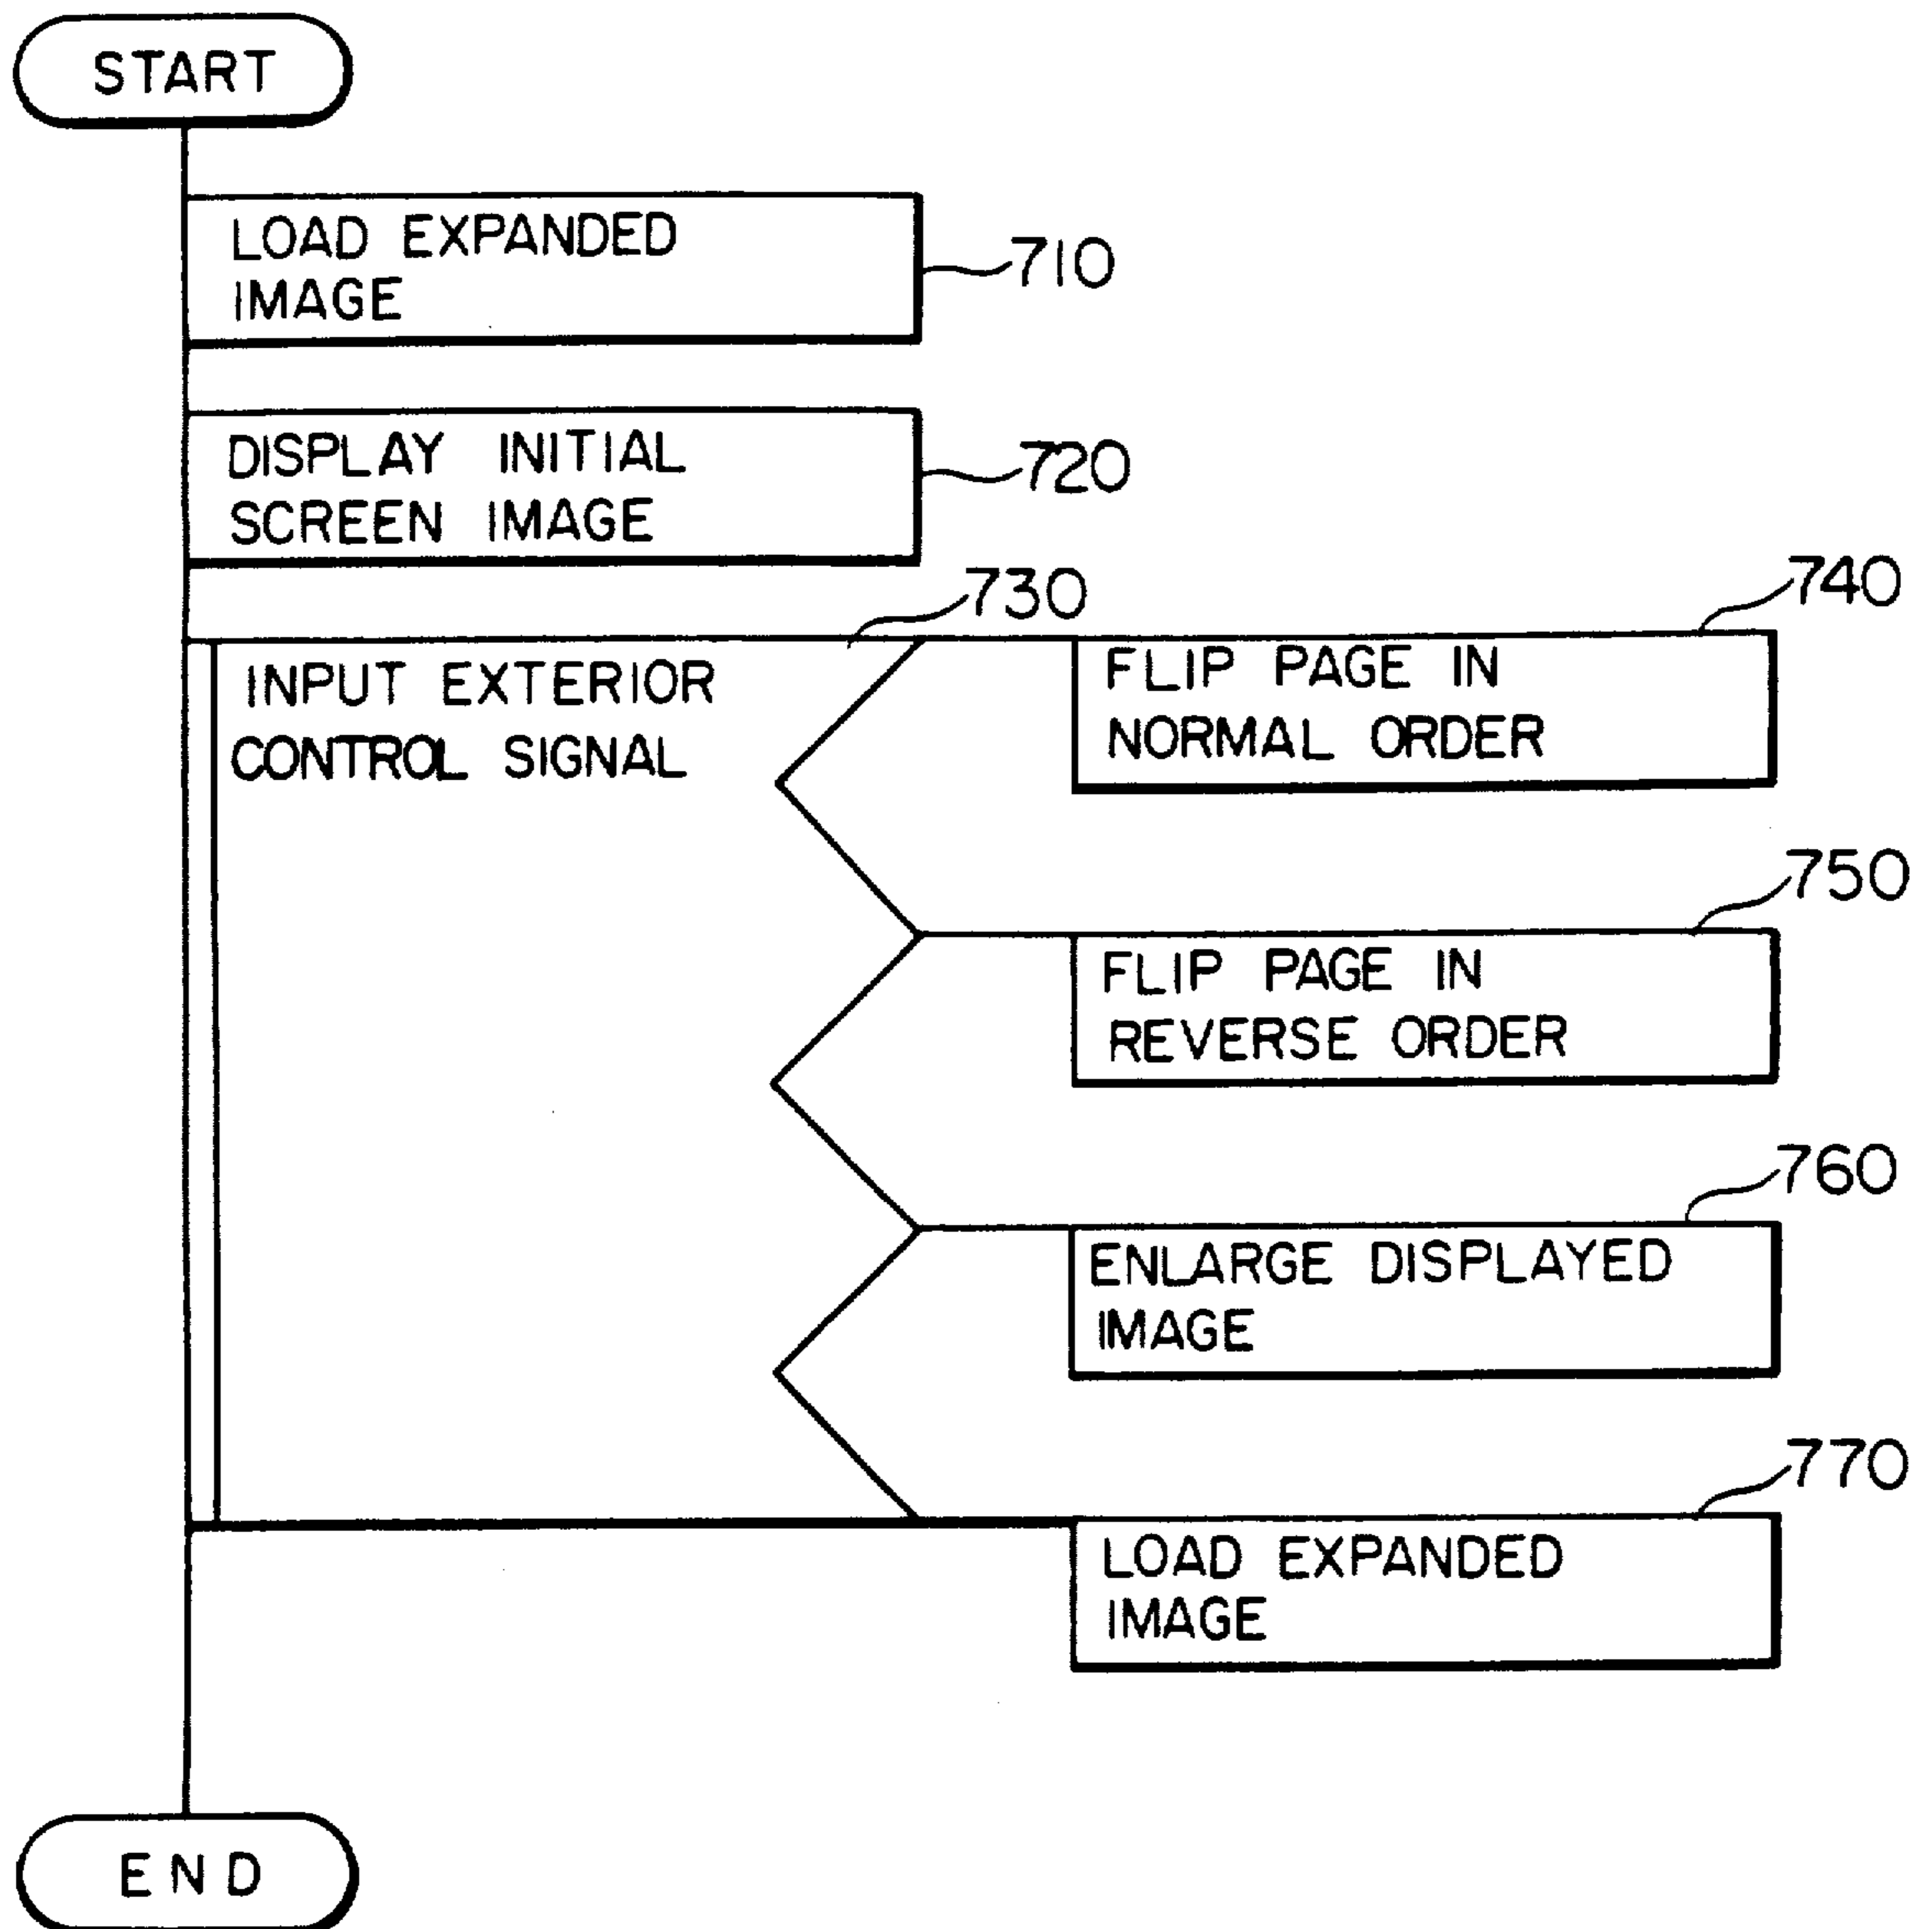 START
LOAD EXPANDED
IMAGE
710
DISPLAY INITIAL
SCREEN IMAGE
720
730
INPUT EXTERIOR
CONTROL SIGNAL
740
FLIP PAGE IN
NORMAL ORDER
750
FLIP PAGE IN
REVERSE ORDER
760
ENLARGE DISPLAYED
IMAGE
770
LOAD EXPANDED
IMAGE
END